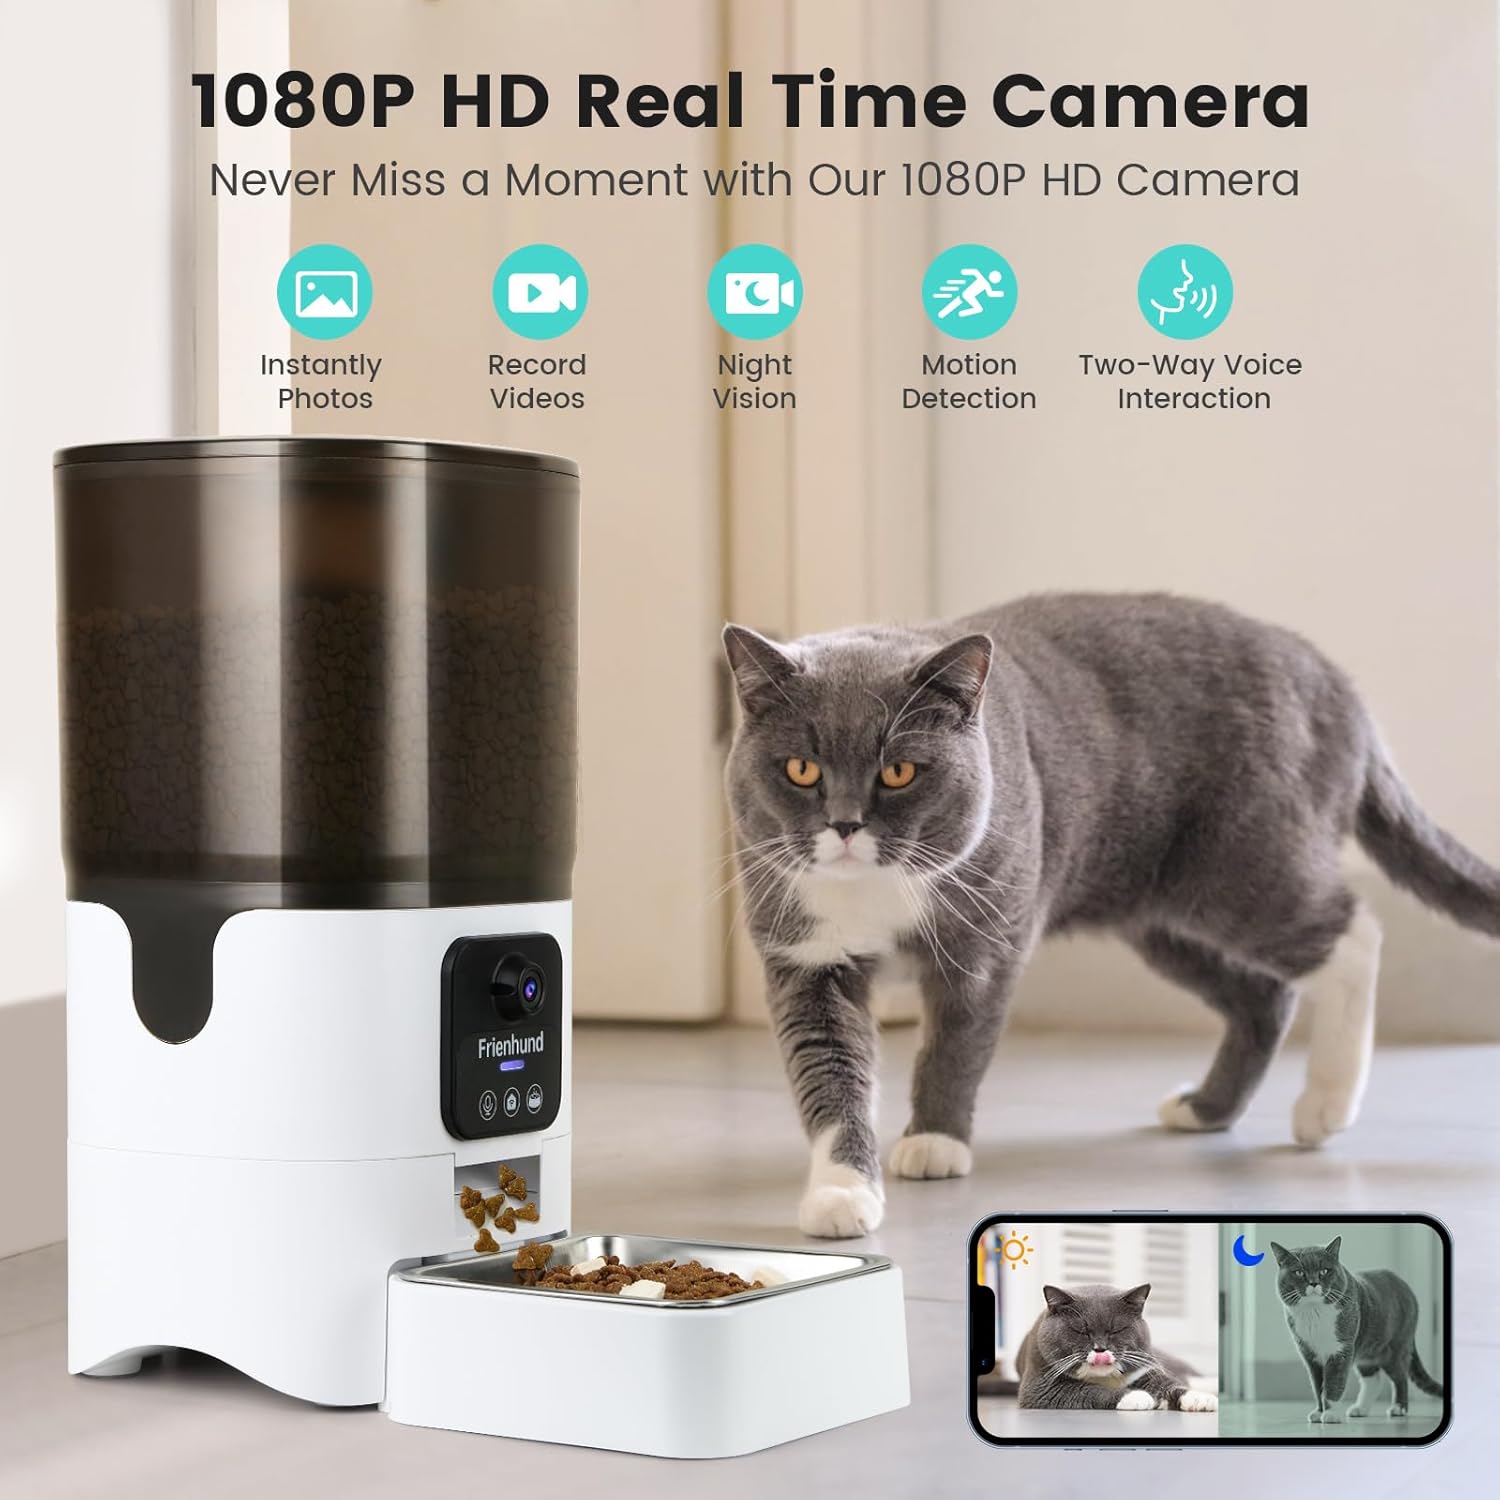 1080P HD Real Time Camera
Never Miss a Moment with Our 1080P HD Camera
Instantly
Photos
Record
Videos
Night
Vision
Motion
Detection
Two-Way Voice
Interaction
Frienhund